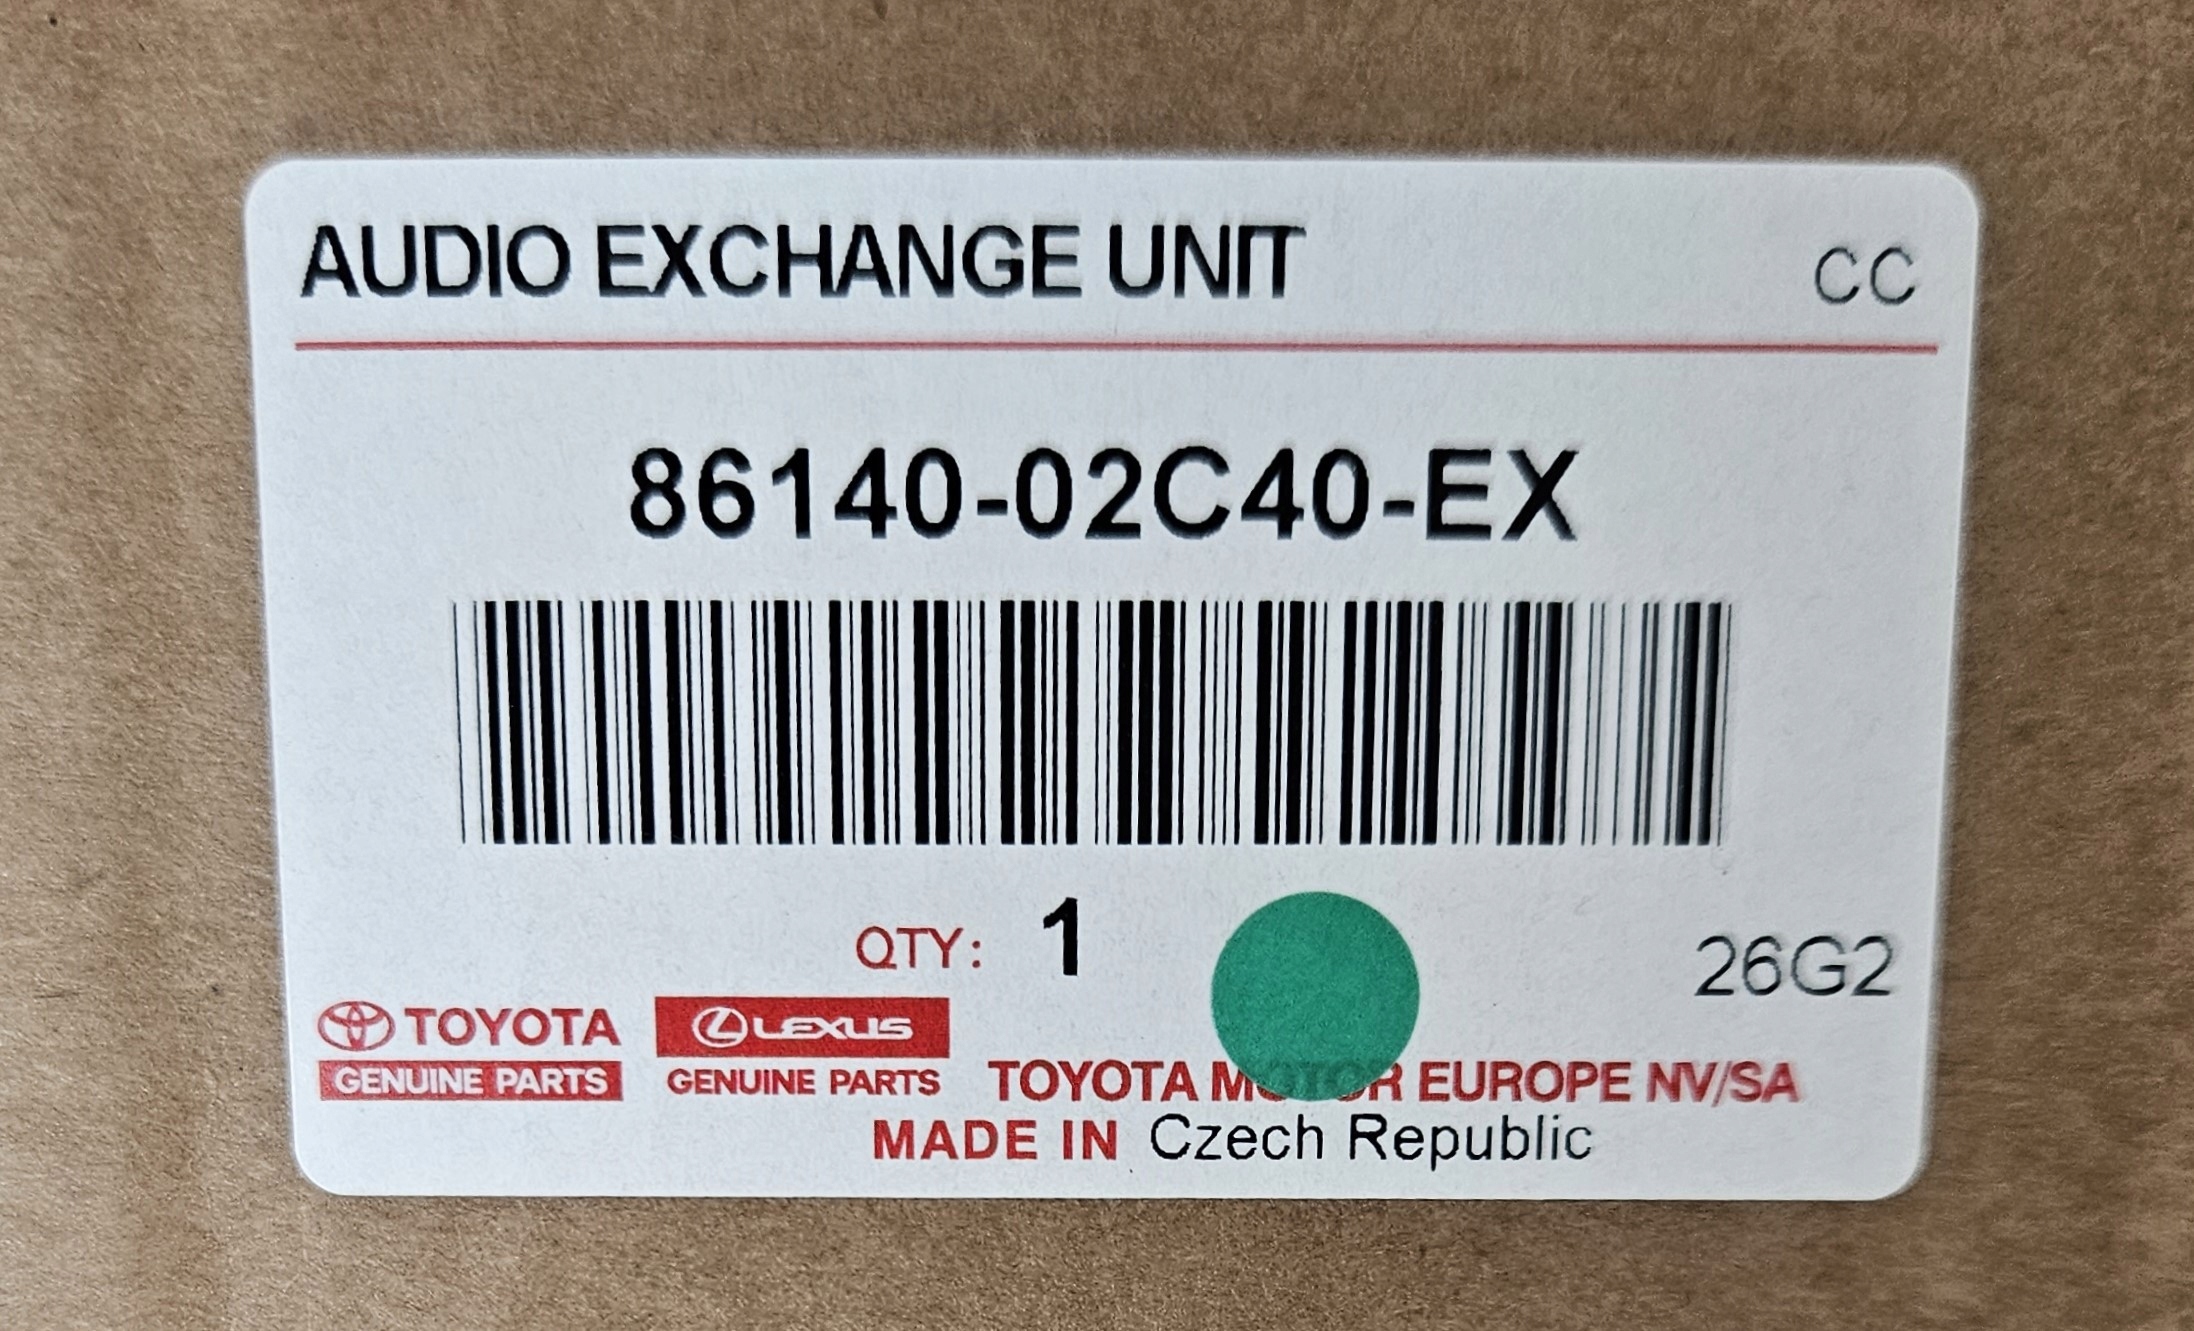 AUDIO EXCHANGE UNIT CC
86140-02C40-EX
QTY: 1
26G2
TOYOTA LEXUS
GENUINE PARTS GENUINE PARTS TOYOTA MOTOR EUROPE NV/SA
MADE IN Czech Republic